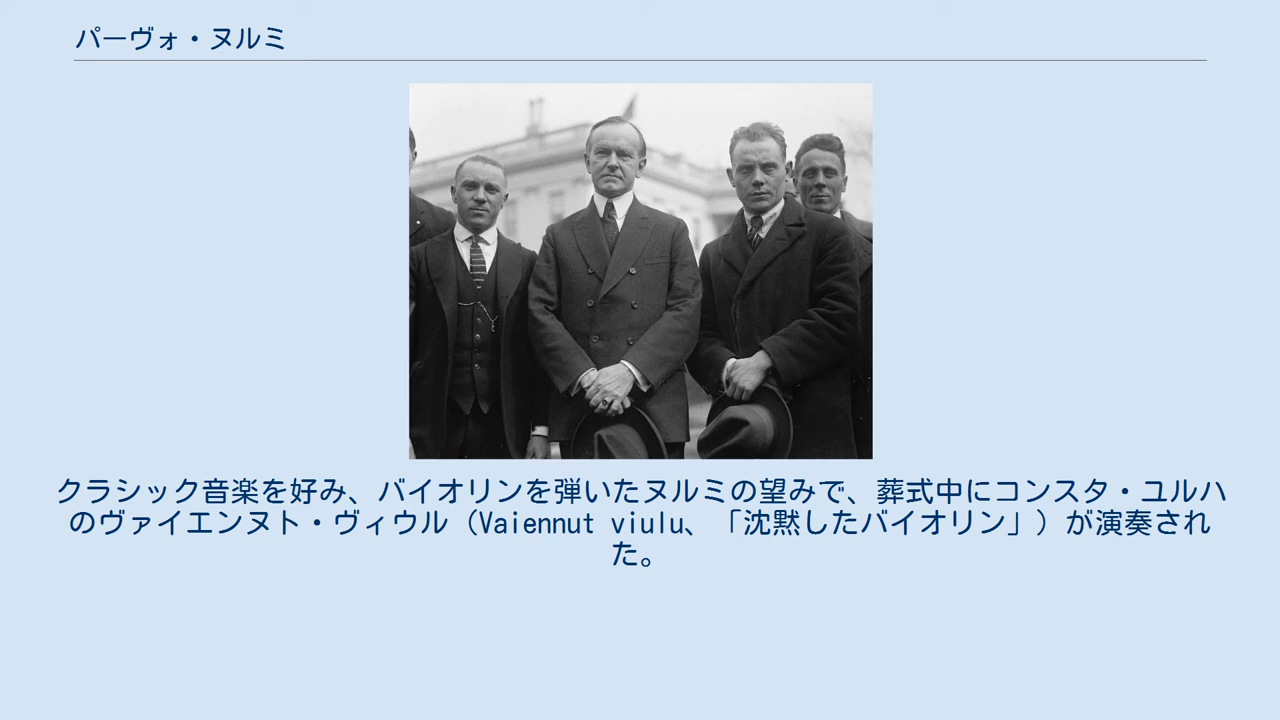 パーヴォ・ヌルミ
クラシック音楽を好み、バイオリンを弾いたヌルミの望みで、葬式中にコンスタ・ユルハ
のヴァイエンヌト・ヴィウル（Vaiennut viulu、「沈黙したバイオリン」）が演奏され
た。